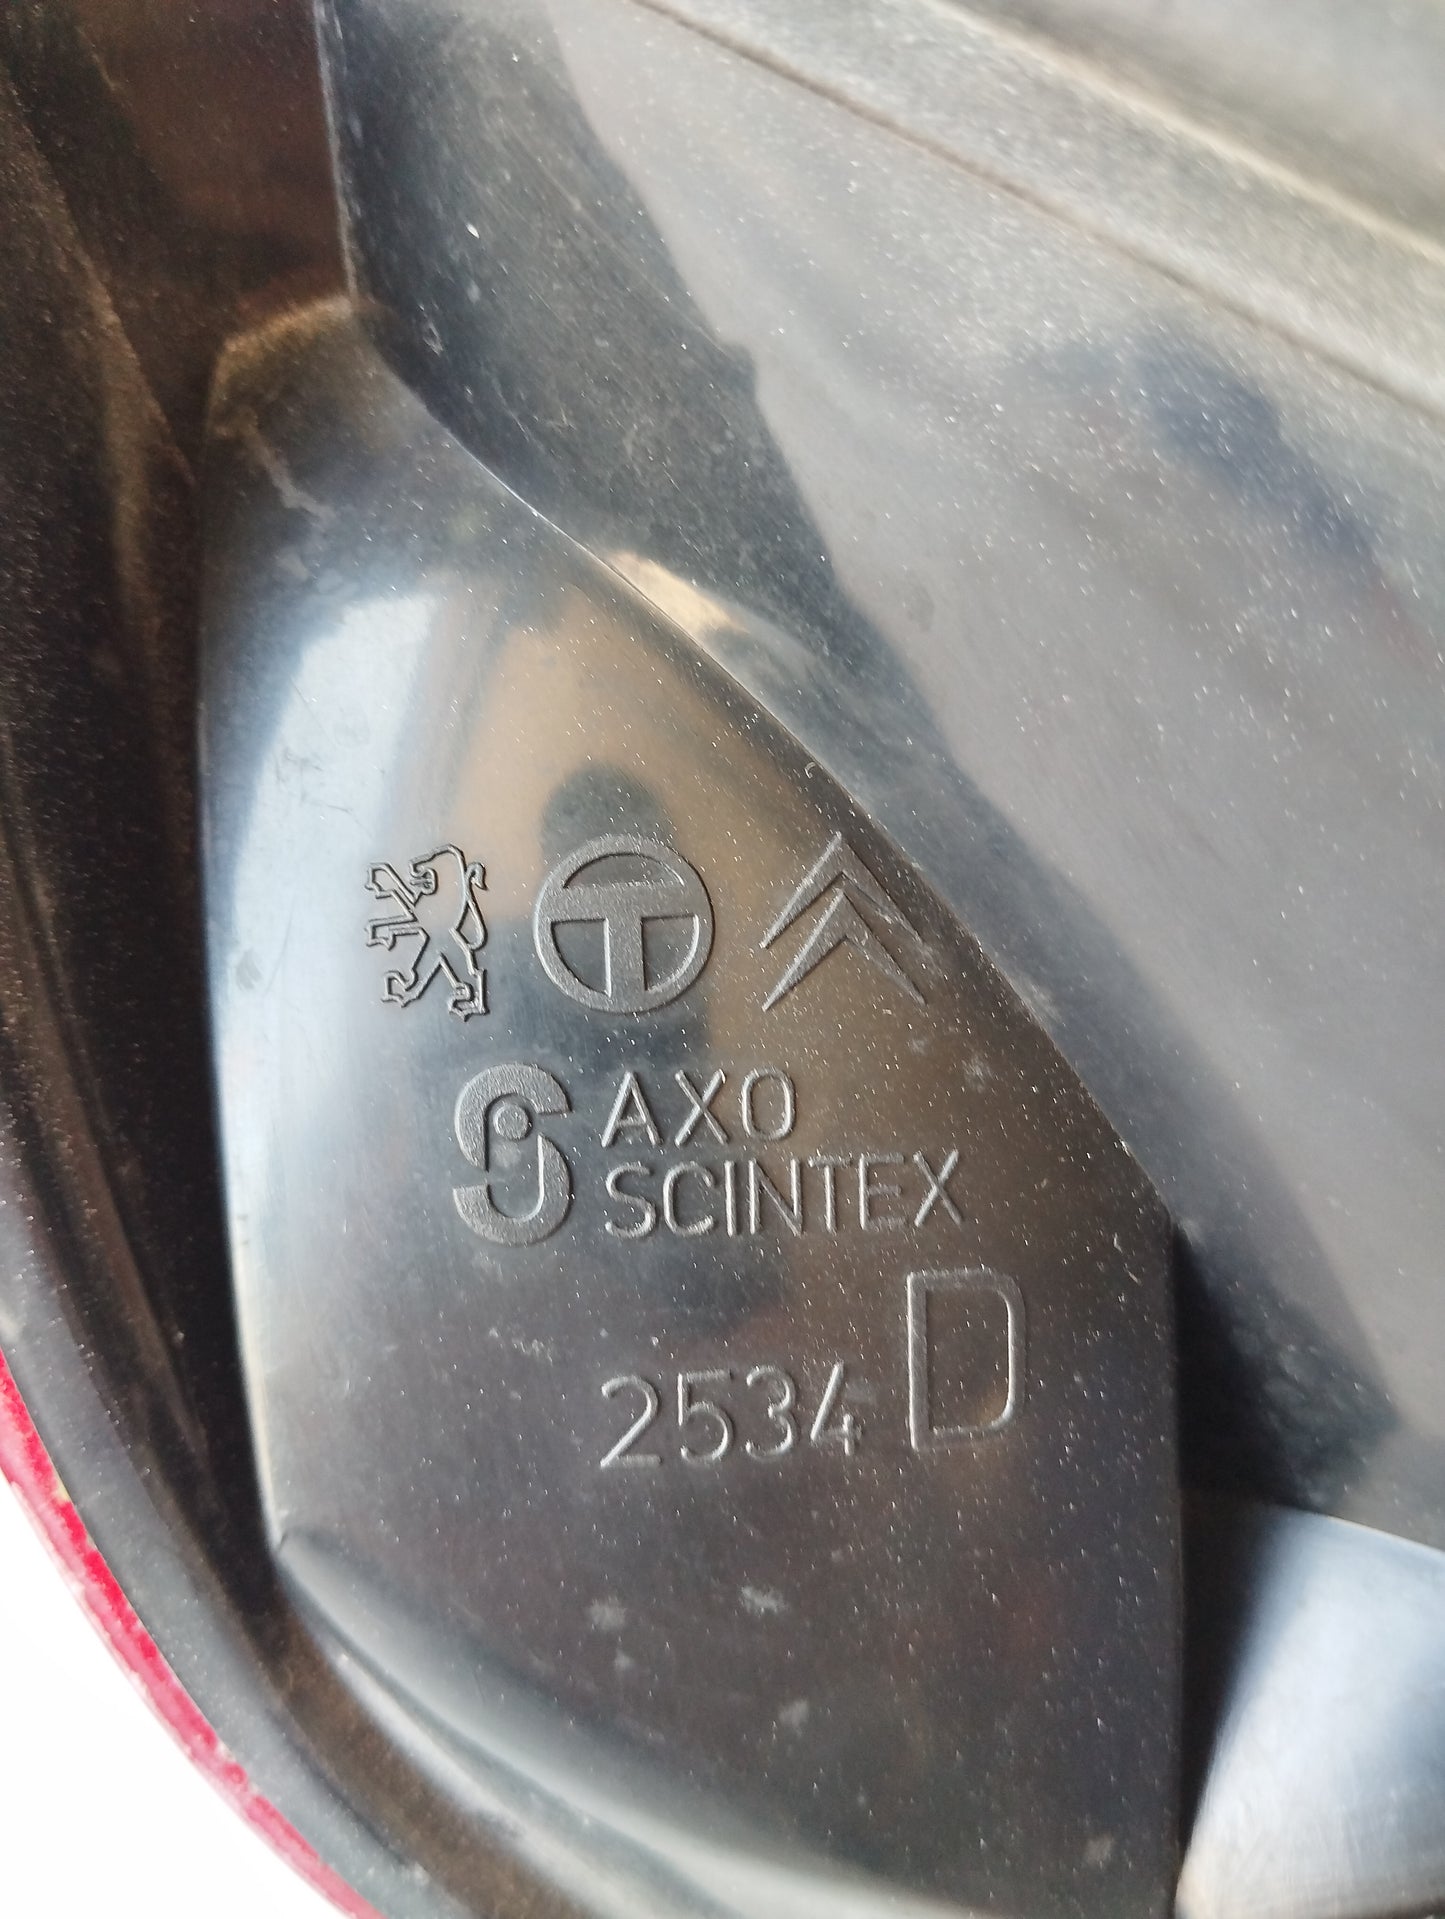 T
AXO
SCINTEX
2534 D